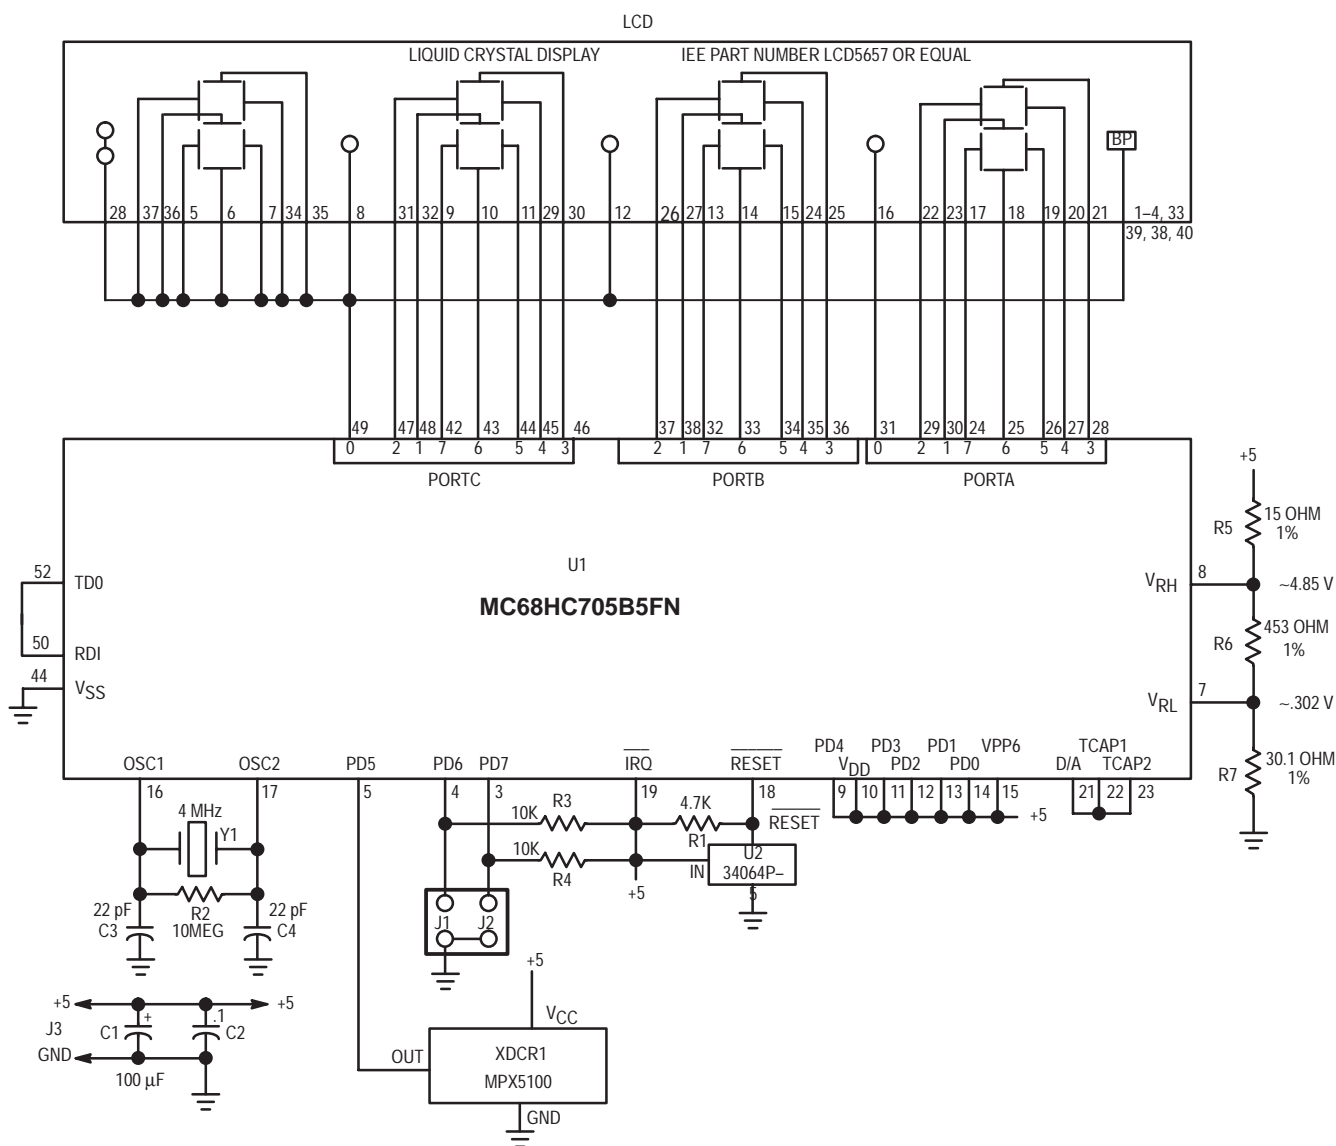 LCD
LIQUID CRYSTAL DISPLAY IEE PART NUMBER LCD5657 OR EQUAL
BP
28 37 36 5 6 7 34 35 8 31 32 9 10 11 29 30 12 26 27 13 14 15 24 25 16 22 23 17 18 19 20 21 1–4, 33
39, 38, 40
49 47 48 42 43 44 45 46 37 38 32 33 34 35 36 31 29 30 24 25 26 27 28
0 2 1 7 6 5 4 3 2 1 7 6 5 4 3 0 2 1 7 6 5 4 3
PORTC PORTB PORTA
+5
R5 15 OHM
1%
U1
MC68HC705B5FN
52 TD0
50 RDI
44 VSS
VRH 8 ~4.85 V
R6 453 OHM
1%
VRL 7 ~.302 V
R7 30.1 OHM
1%
OSC1 OSC2 PD5 PD6 PD7 IRQ RESET
PD4 PD3 PD1 VPP6 TCAP1
VDD PD2 PD0 D/A TCAP2
16 17 5 4 3 19 18 9 10 11 12 13 14 15 21 22 23
4 MHz
Y1
R2
10MEG
22 pF
C3
22 pF
C4
10K R3
10K R4
4.7K
R1
RESET
+5
+5
IN
U2
34064P–
5
J1 J2
+5
VCC
OUT
XDCR1
MPX5100
GND
+5 +5
J3 C1 + .1 C2
GND
100 µF